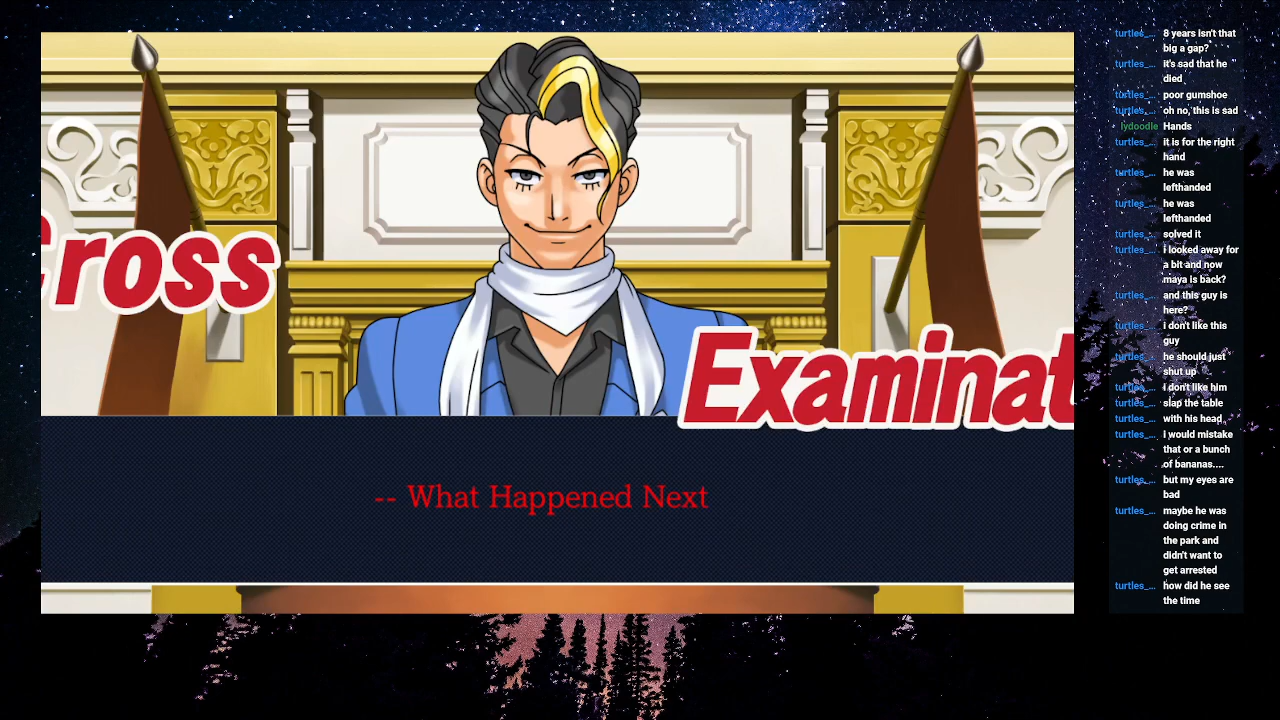 Cross
Examinat
-- What Happened Next
turtles_... 8 years isn't that
big a gap?
turtles_... it's sad that he
died
turtles_... poor gumshoe
turtles_... oh no, this is sad
lydoodle Hands
turtles_... it is for the right
hand
turtles_... he was
lefthanded
turtles_... he was
lefthanded
turtles_... solved it
turtles_... i looked away for
a bit and now
maya is back?
turtles_... and this guy is
here?
turtles_... i don't like this
guy
turtles_... he should just
shut up
turtles_... I don't like him
turtles_... slap the table
turtles_... with his head
turtles_... I would mistake
that or a bunch
of bananas....
turtles_... but my eyes are
bad
turtles_... maybe he was
doing crime in
the park and
didn't want to
get arrested
turtles_... how did he see
the time